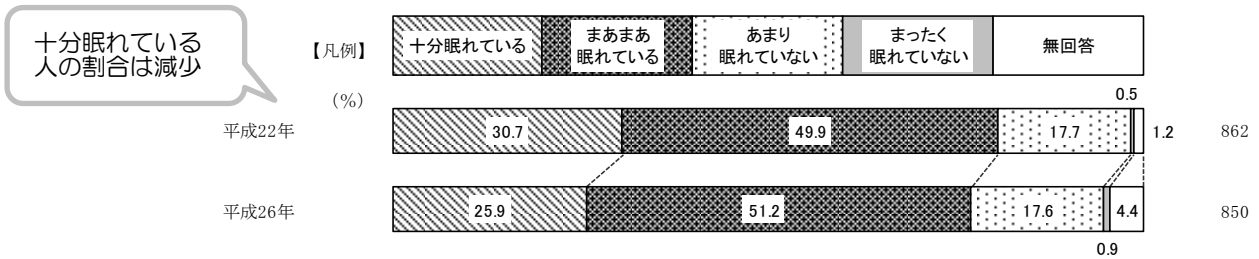 十分眠れている
人の割合は減少
【凡例】
十分眠れている
まあまあ
眠れている
あまり
眠れていない
まったく
眠れていない
無回答
(%)
0.5
平成22年
30.7
49.9
17.7
1.2
862
平成26年
25.9
51.2
17.6
4.4
850
0.9